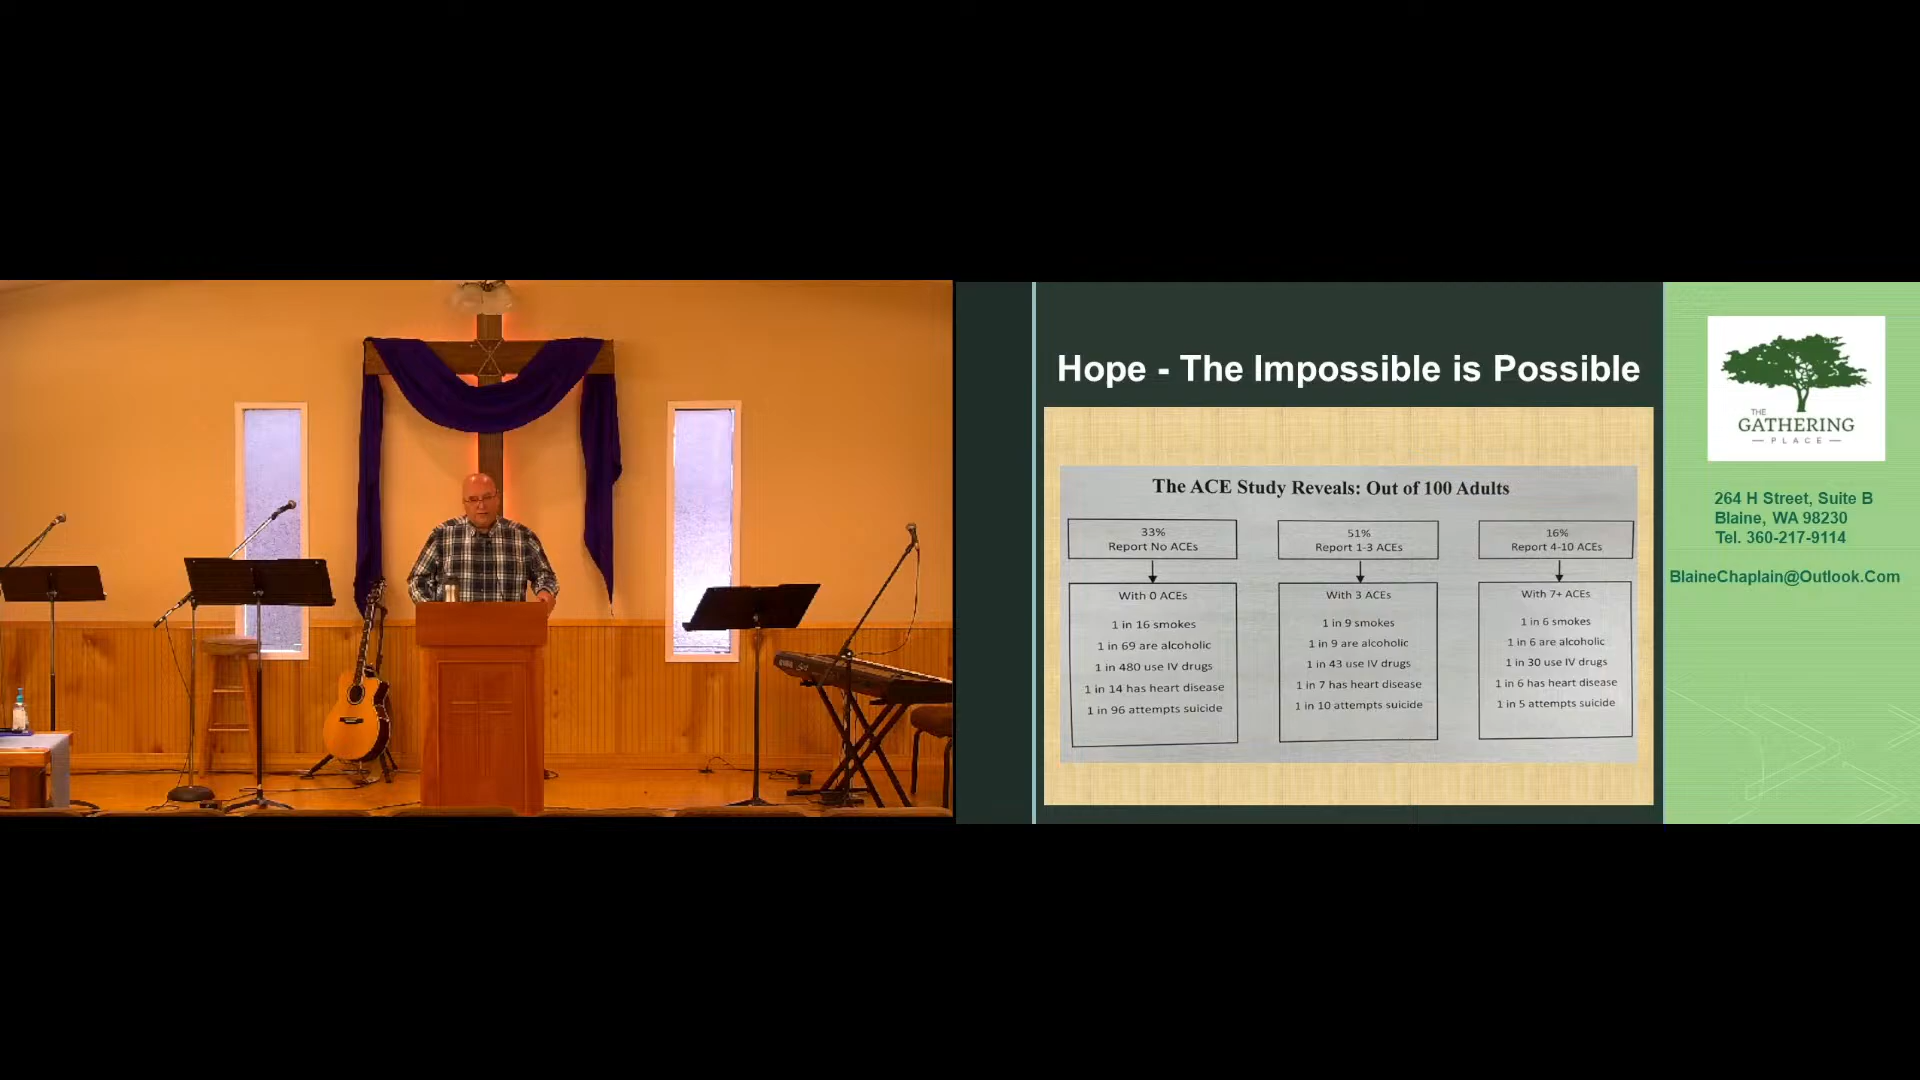 Hope - The Impossible is Possible
The ACE Study Reveals: Out of 100 Adults
33%
Report No ACEs
With 0 ACEs
1 in 16 smokes
1 in 69 are alcoholic
1 in 480 use IV drugs
1 in 14 has heart disease
1 in 96 attempts suicide
51%
Report 1-3 ACEs
With 3 ACEs
1 in 9 smokes
1 in 9 are alcoholic
1 in 43 use IV drugs
1 in 7 has heart disease
1 in 10 attempts suicide
16%
Report 4-10 ACEs
With 7+ ACEs
1 in 6 smokes
1 in 6 are alcoholic
1 in 30 use IV drugs
1 in 6 has heart disease
1 in 5 attempts suicide
THE
GATHERING
PLACE
264 H Street, Suite B
Blaine, WA 98230
Tel. 360-217-9114
BlaineChaplain@Outlook.Com